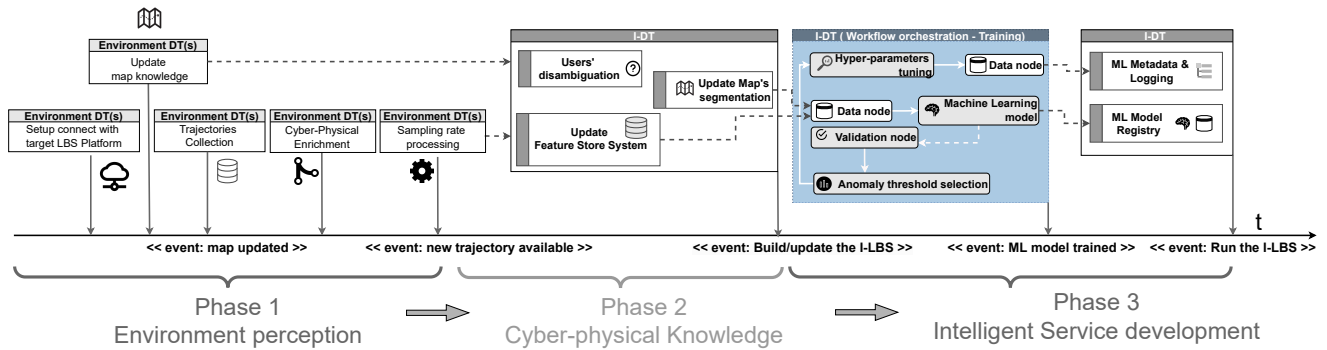 Environment DT(s)
Update
map knowledge
Environment DT(s)
Setup connect with
target LBS Platform
Environment DT(s)
Trajectories
Collection
Environment DT(s)
Cyber-Physical
Enrichment
Environment DT(s)
Sampling rate
processing
I-DT
Users'
disambiguation
?
Update Map's
segmentation
Update
Feature Store System
I-DT ( Workflow orchestration - Training)
Hyper-parameters
tuning
Data node
Data node
Machine Learning
model
Validation node
Anomaly threshold selection
I-DT
ML Metadata &
Logging
ML Model
Registry
t
<< event: map updated >>
<< event: new trajectory available >>
<< event: Build/update the I-LBS >>
<< event: ML model trained >>
<< event: Run the I-LBS >>
Phase 1
Environment perception
Phase 2
Cyber-physical Knowledge
Phase 3
Intelligent Service development